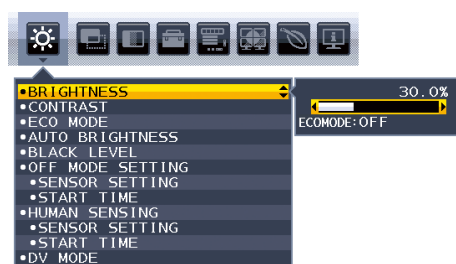 •BRIGHTNESS
•CONTRAST
•ECO MODE
•AUTO BRIGHTNESS
•BLACK LEVEL
•OFF MODE SETTING
•SENSOR SETTING
•START TIME
•HUMAN SENSING
•SENSOR SETTING
•START TIME
•DV MODE
30.0%
ECOMODE:OFF